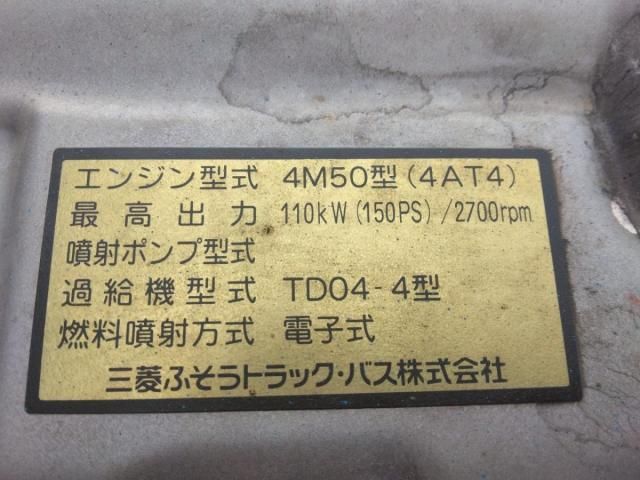 エンジン型式 4M50型(4AT4)
最高出力 110kW(150PS)/2700rpm
噴射ポンプ型式
過給機型式 TD04-4型
燃料噴射方式 電子式
三菱ふそうトラック・バス株式会社